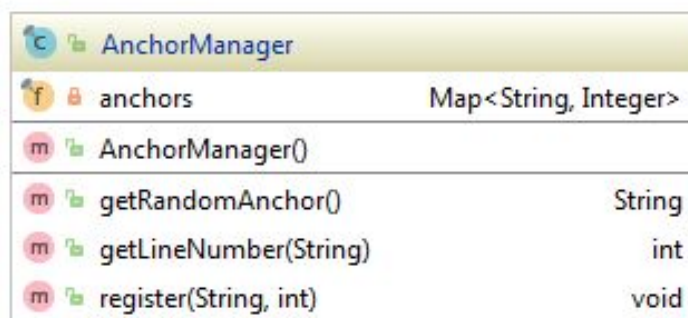 c AnchorManager
f anchors Map<String, Integer>
m AnchorManager()
m getRandomAnchor() String
m getLineNumber(String) int
m register(String, int) void